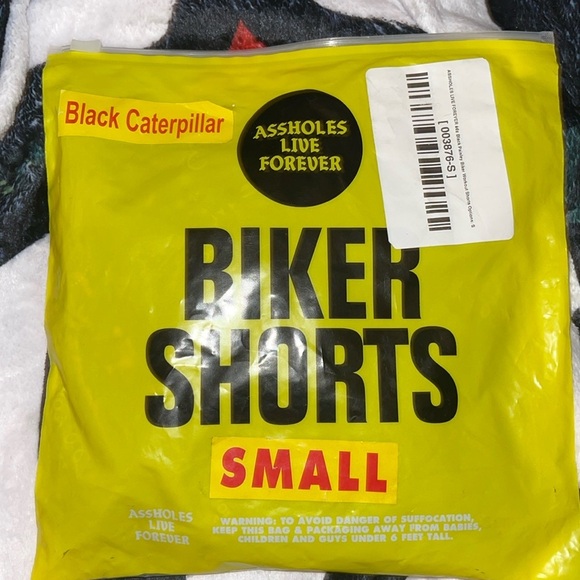 Black Caterpillar
ASSHOLES
LIVE
FOREVER
[ 003876-S ]
BIKER
SHORTS
SMALL
ASSHOLES
LIVE
FOREVER
WARNING: TO AVOID DANGER OF SUFFOCATION,
KEEP THIS BAG & PACKAGING AWAY FROM BABIES,
CHILDREN AND GUYS UNDER 6 FEET TALL.